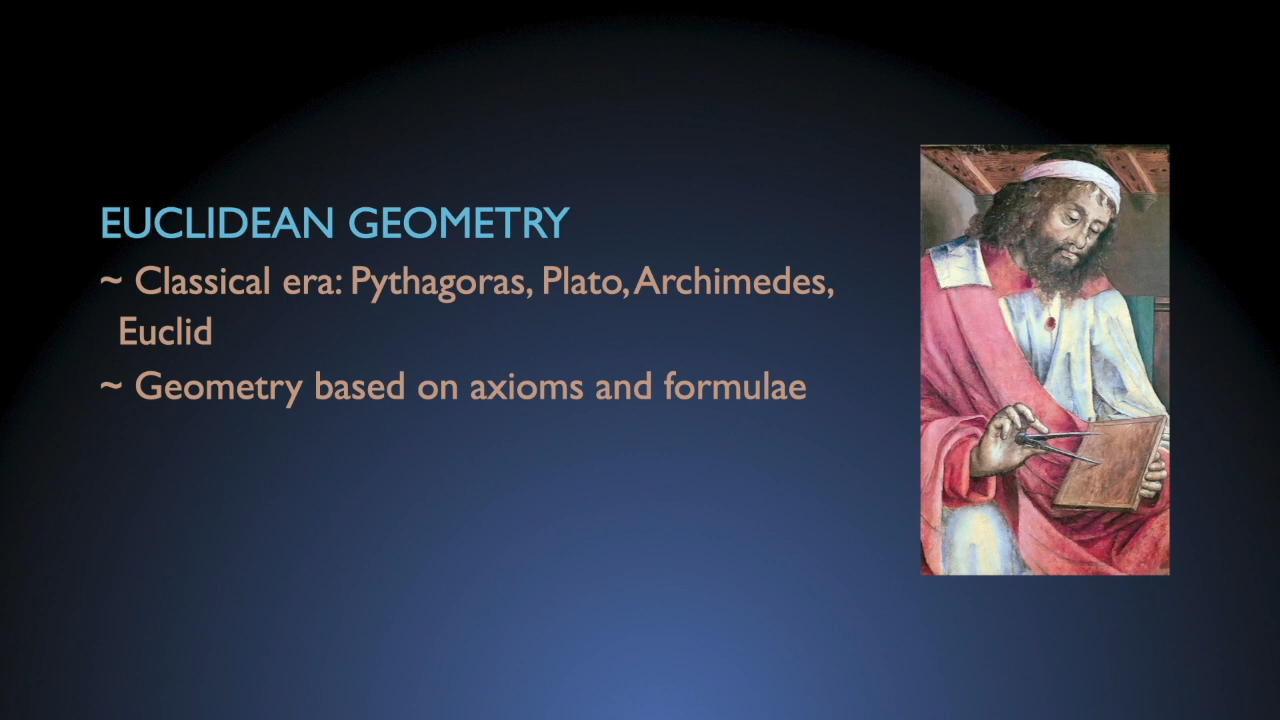 EUCLIDEAN GEOMETRY
~ Classical era: Pythagoras, Plato, Archimedes,
Euclid
~ Geometry based on axioms and formulae